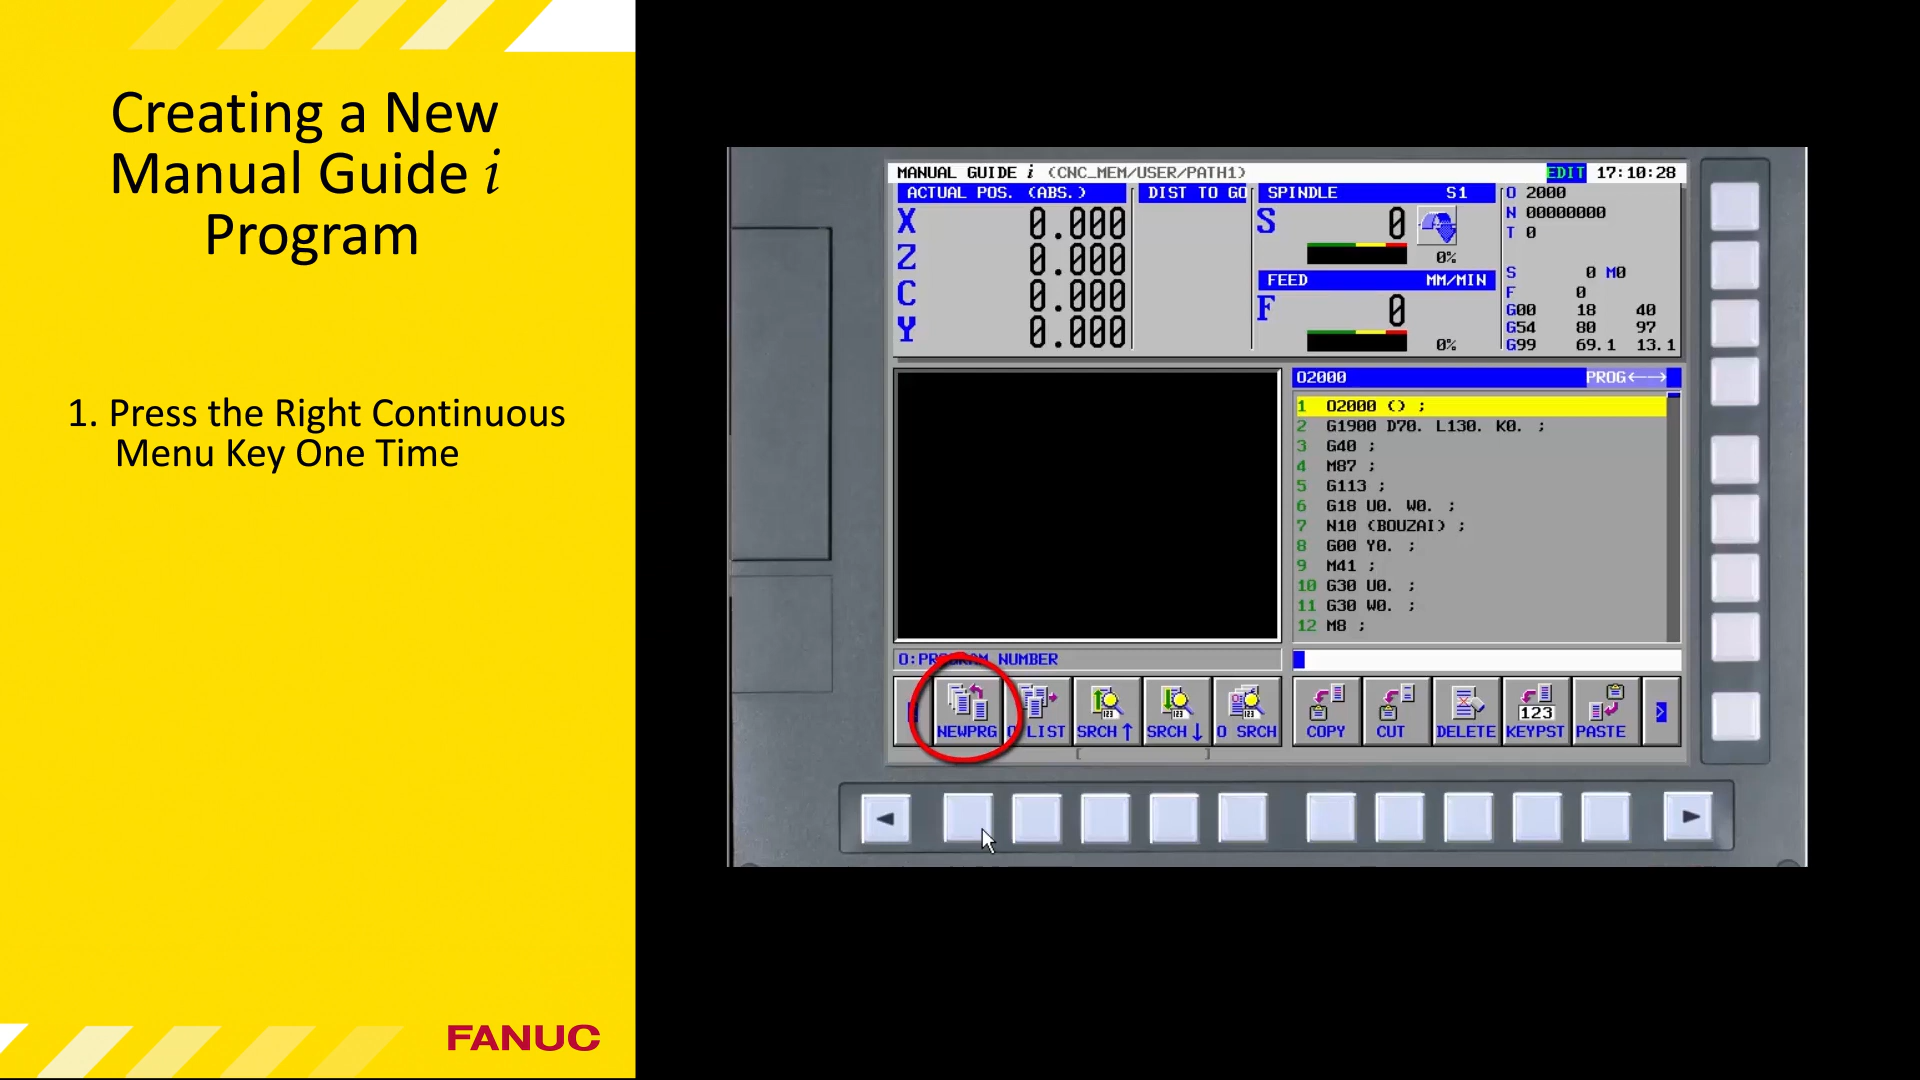 Creating a New
Manual Guide i
Program
1. Press the Right Continuous
Menu Key One Time
FANUC
MANUAL GUIDE i (CNC_MEM/USER/PATH1)
EDIT 17:10:28
ACTUAL POS. (ABS.)
DIST TO GO
SPINDLE S1
O 2000
N 00000000
T 0
X 0.000
Z 0.000
C 0.000
Y 0.000
S 0
0%
FEED MM/MIN
F 0
0%
S 0 M0
F 0
G00 18 40
G54 80 97
G99 69.1 13.1
O2000 PROG←→
1 O2000 () ;
2 G1900 D70. L130. K0. ;
3 G40 ;
4 M87 ;
5 G113 ;
6 G18 U0. W0. ;
7 N10 (BOUZAI) ;
8 G00 Y0. ;
9 M41 ;
10 G30 U0. ;
11 G30 W0. ;
12 M8 ;
O:PROGRAM NUMBER
NEWPRG O LIST SRCH↑ SRCH↓ O SRCH COPY CUT DELETE KEYPST PASTE >